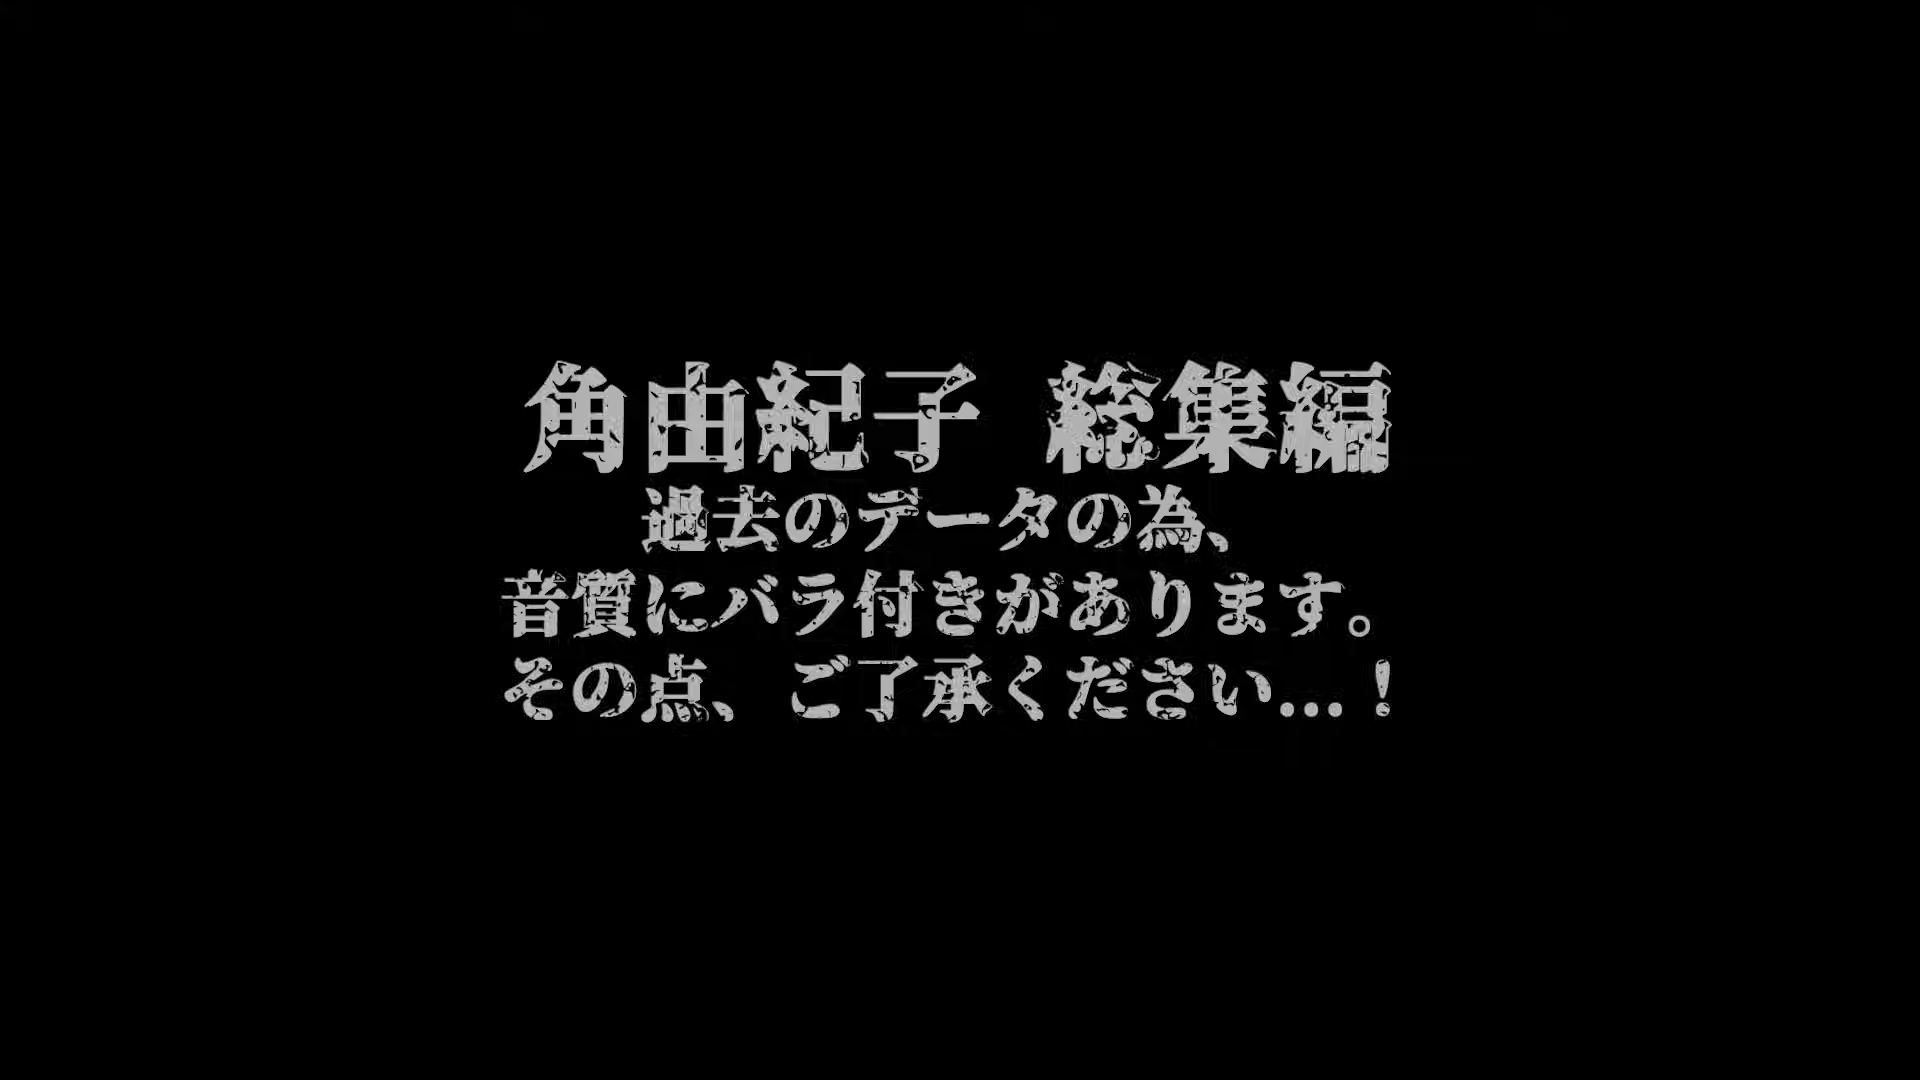 角由紀子 総集編
過去のデータの為、
音質にバラ付きがあります。
その点、ご了承ください...！